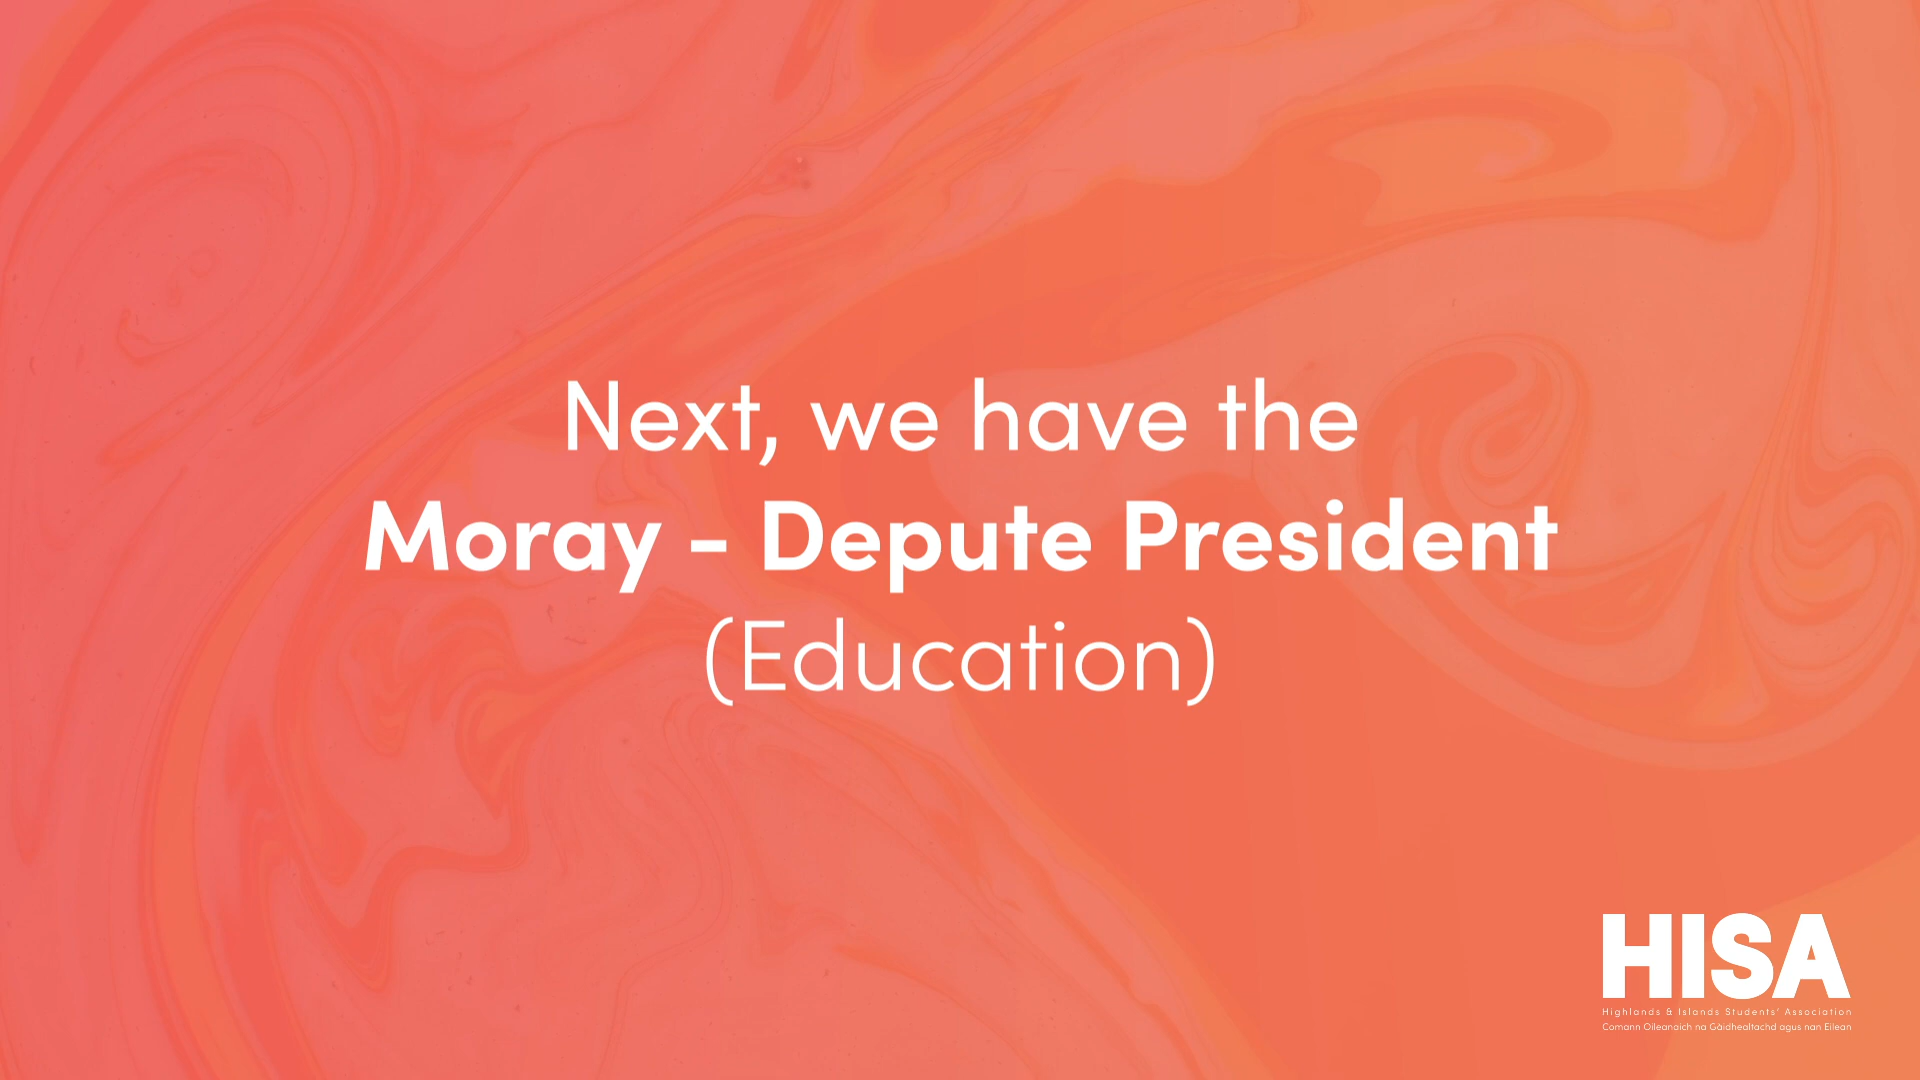 Next, we have the
Moray - Depute President
(Education)
HISA
Highlands & Islands Students' Association
Comann Oileanaich na Gàidhealtachd agus nan Eilean